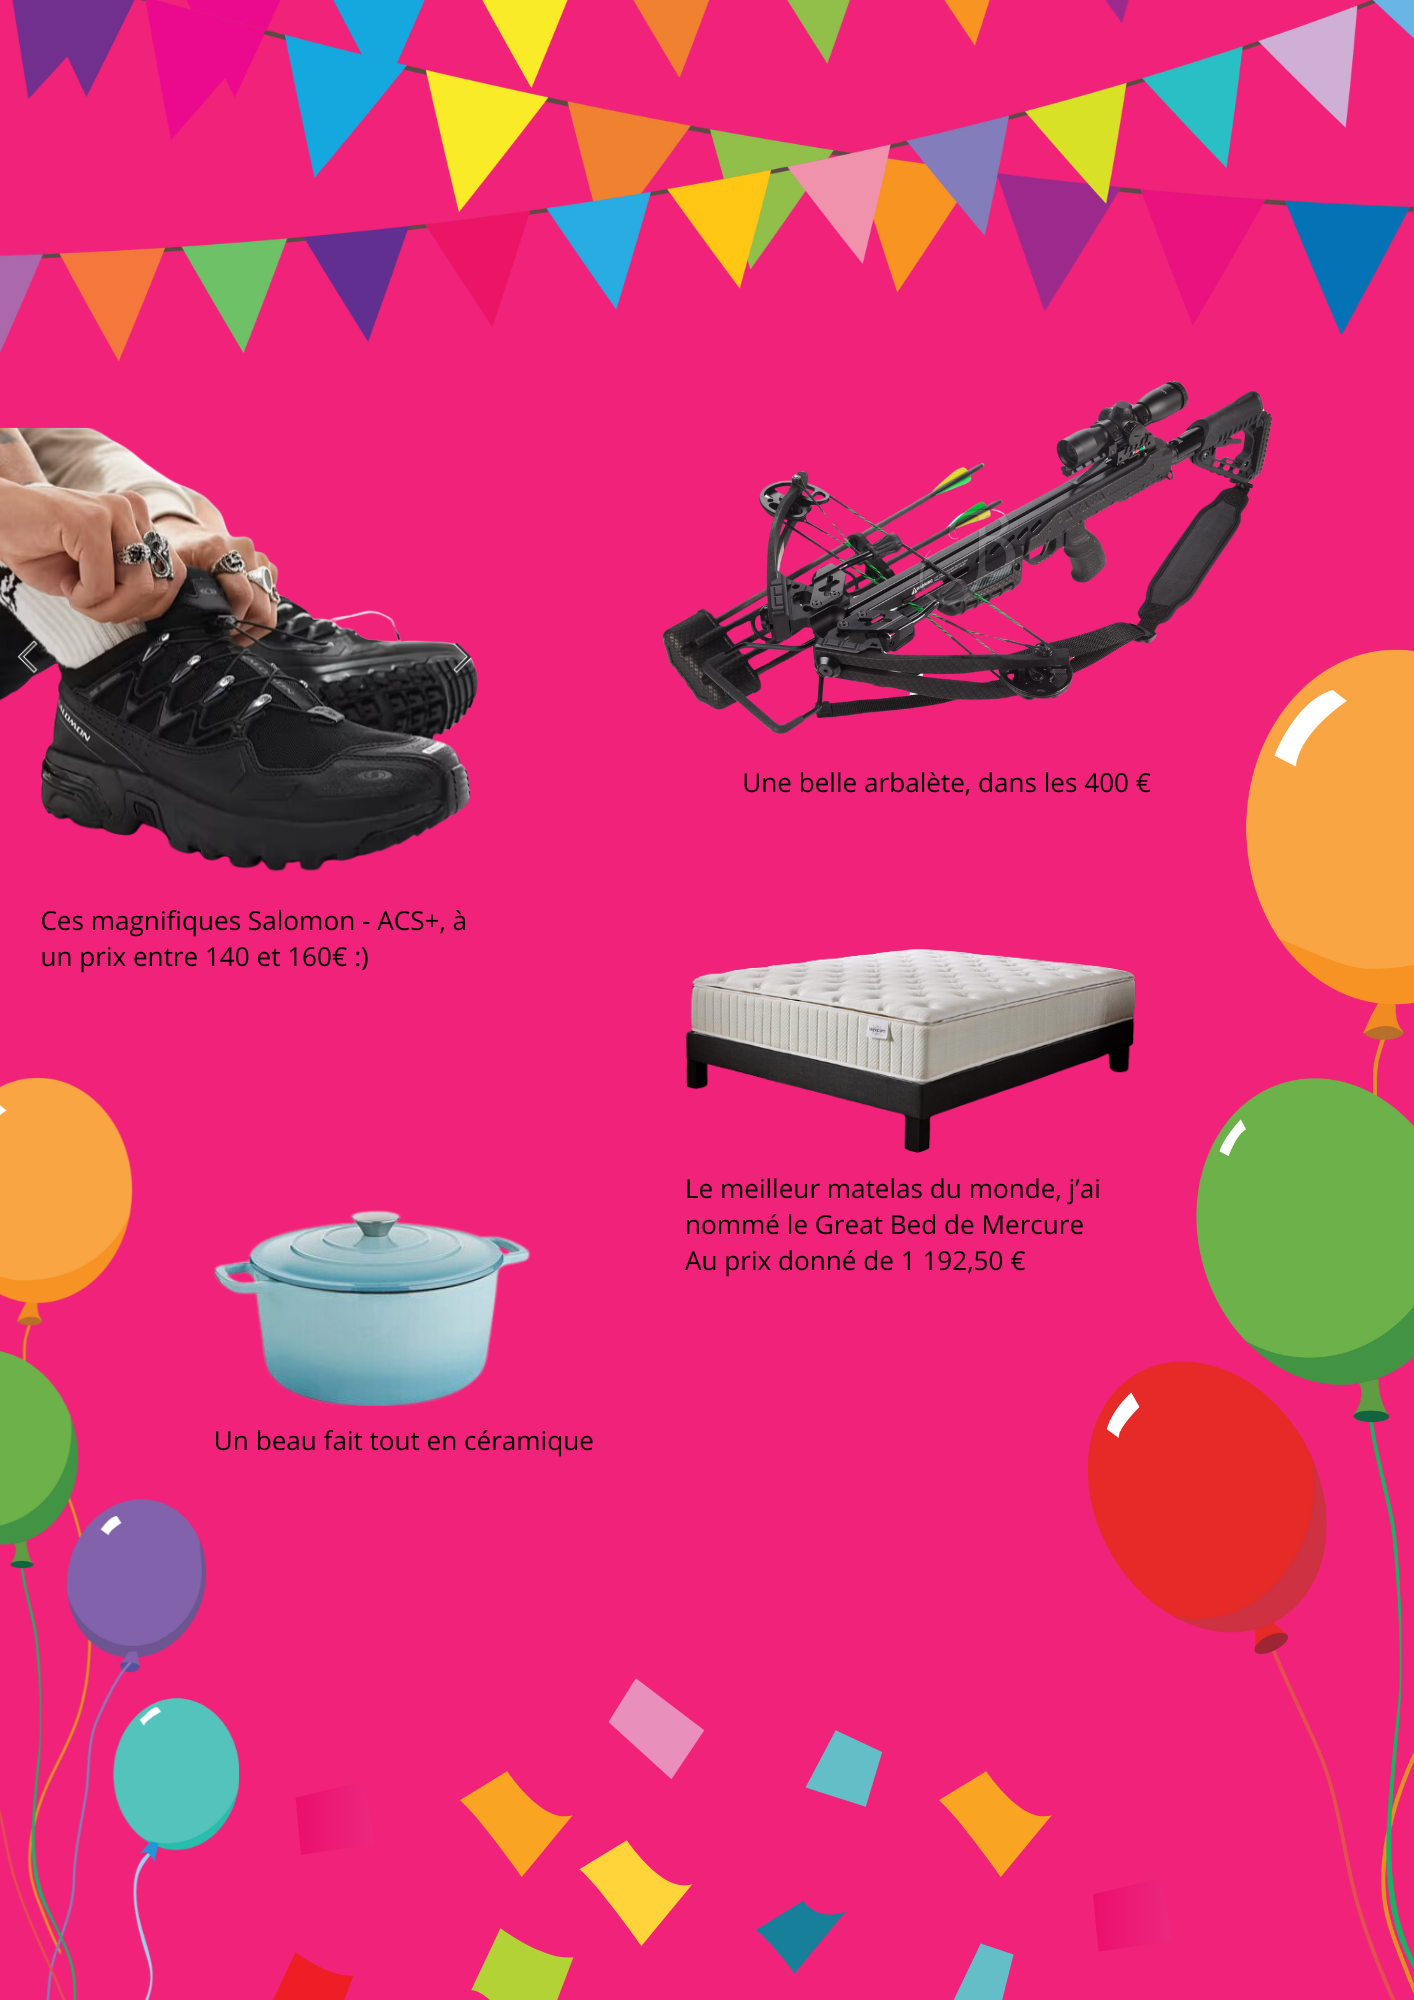 Une belle arbalète, dans les 400 €
SALOMON
Ces magnifiques Salomon - ACS+, à
un prix entre 140 et 160€ :)
Le meilleur matelas du monde, j’ai
nommé le Great Bed de Mercure
Au prix donné de 1 192,50 €
Un beau fait tout en céramique